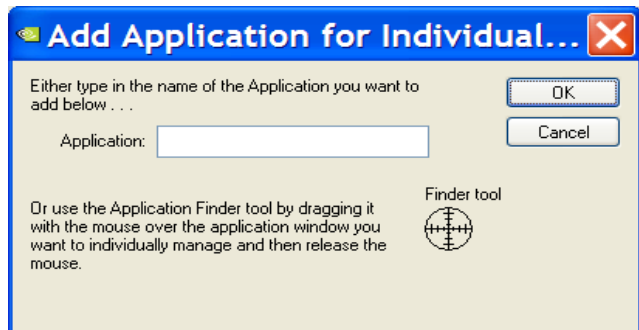 Add Application for Individual...
Either type in the name of the Application you want to
add below . . .
OK
Application:
Cancel
Finder tool
Or use the Application Finder tool by dragging it
with the mouse over the application window you
want to individually manage and then release the
mouse.